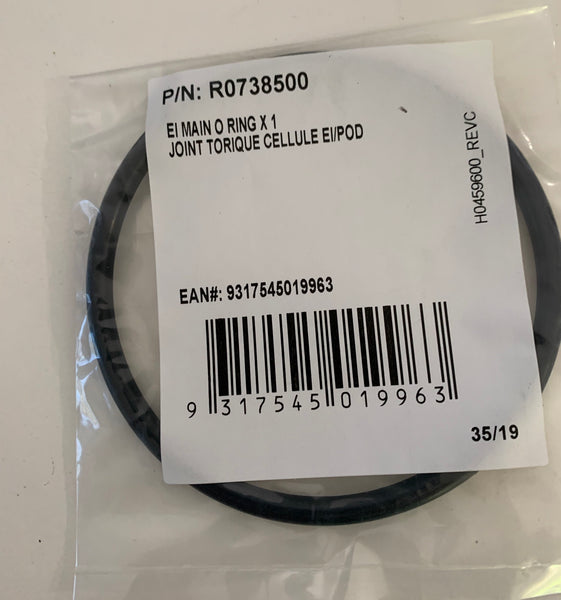 P/N: R0738500
EI MAIN O RING X 1
JOINT TORIQUE CELLULE EI/POD
H0459600_REVC
EAN#: 9317545019963
9 317545 019963
35/19